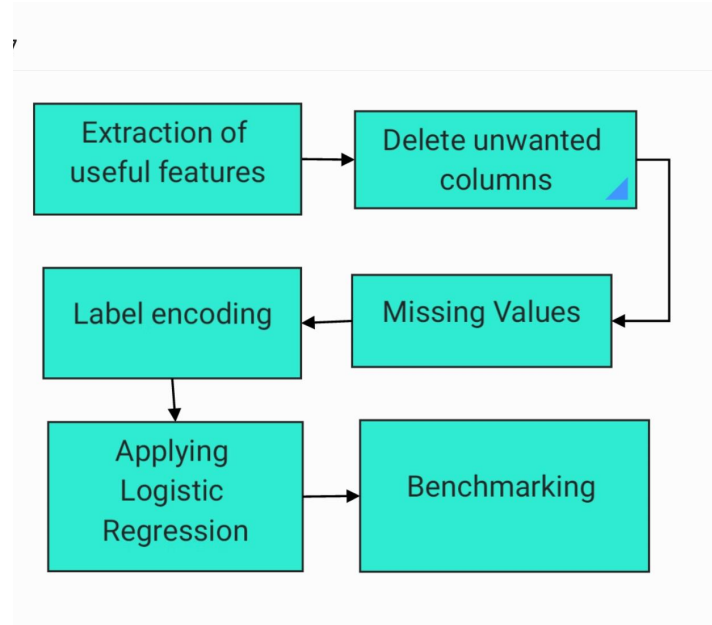 Extraction of
useful features
Delete unwanted
columns
Missing Values
Label encoding
Applying
Logistic
Regression
Benchmarking